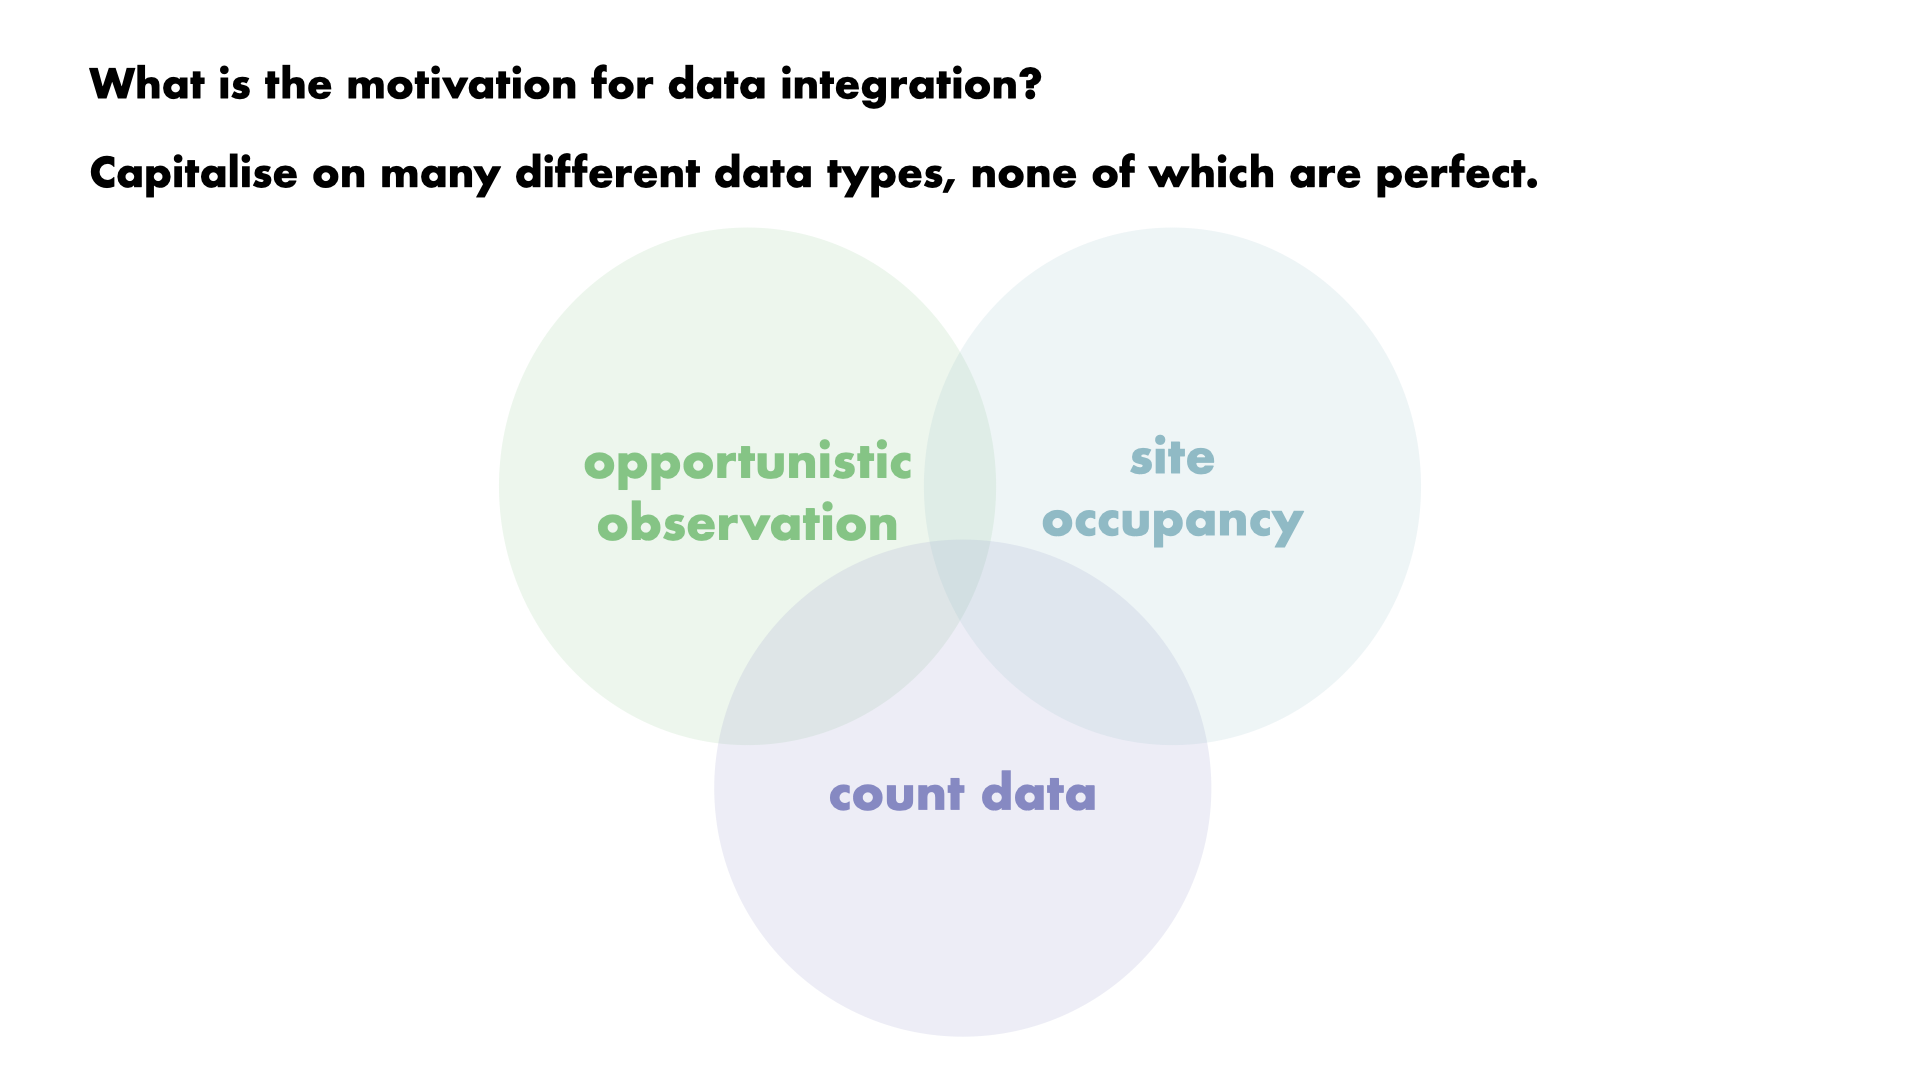 What is the motivation for data integration?
Capitalise on many different data types, none of which are perfect.
opportunistic
observation
site
occupancy
count data